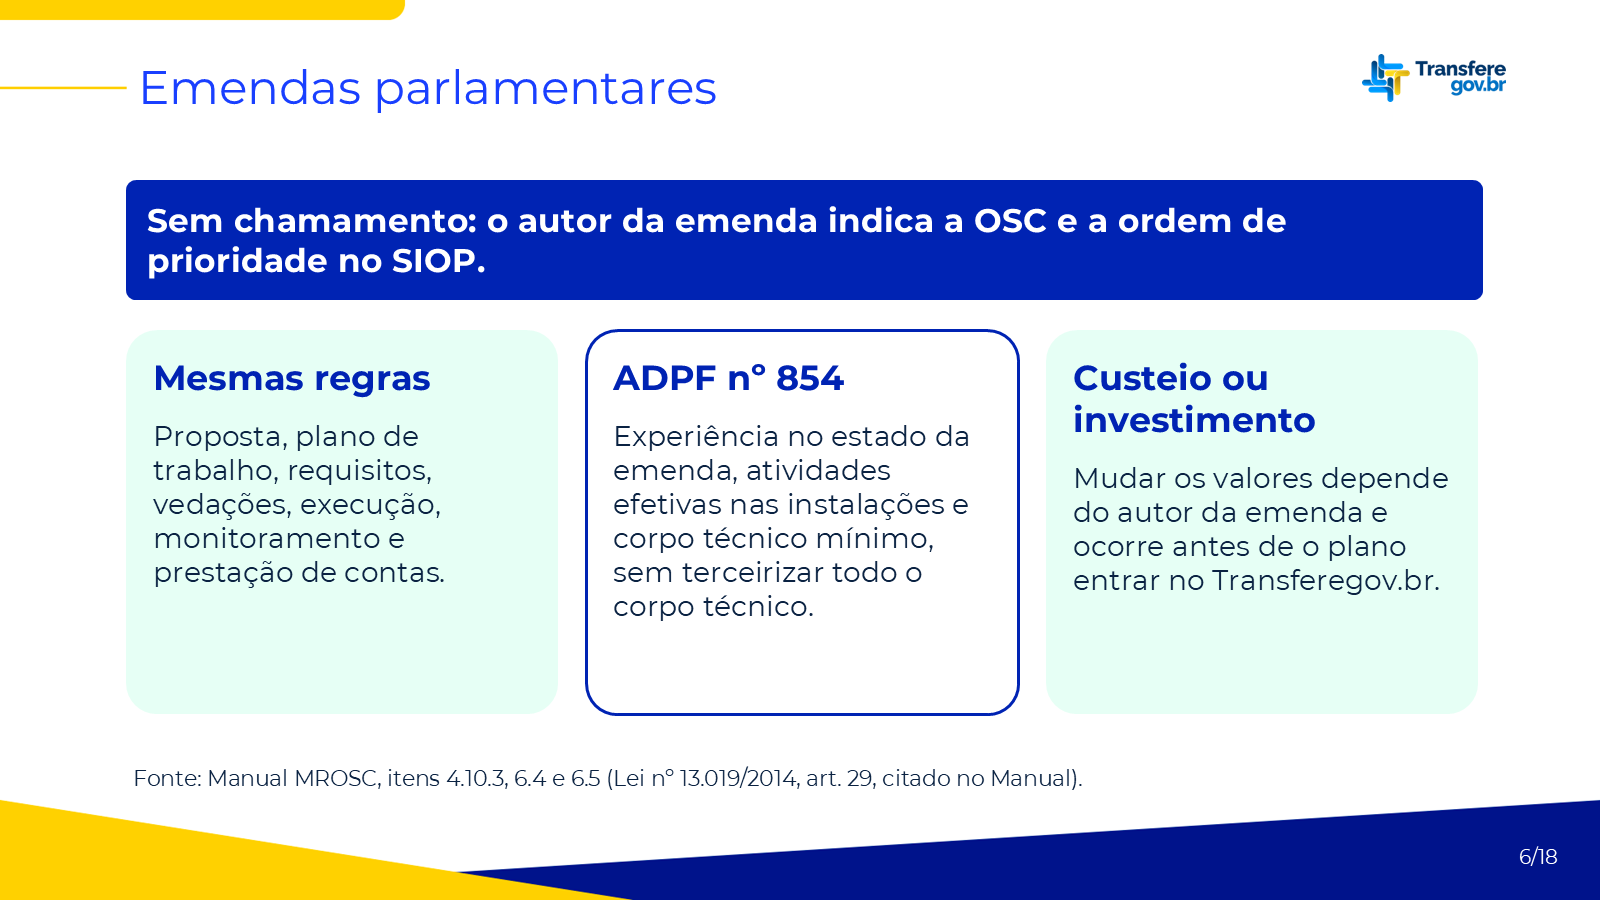 Emendas parlamentares
Transfere
gov.br
Sem chamamento: o autor da emenda indica a OSC e a ordem de
prioridade no SIOP.
Mesmas regras
Proposta, plano de
trabalho, requisitos,
vedações, execução,
monitoramento e
prestação de contas.
ADPF nº 854
Experiência no estado da
emenda, atividades
efetivas nas instalações e
corpo técnico mínimo,
sem terceirizar todo o
corpo técnico.
Custeio ou
investimento
Mudar os valores depende
do autor da emenda e
ocorre antes de o plano
entrar no Transferegov.br.
Fonte: Manual MROSC, itens 4.10.3, 6.4 e 6.5 (Lei nº 13.019/2014, art. 29, citado no Manual).
6/18